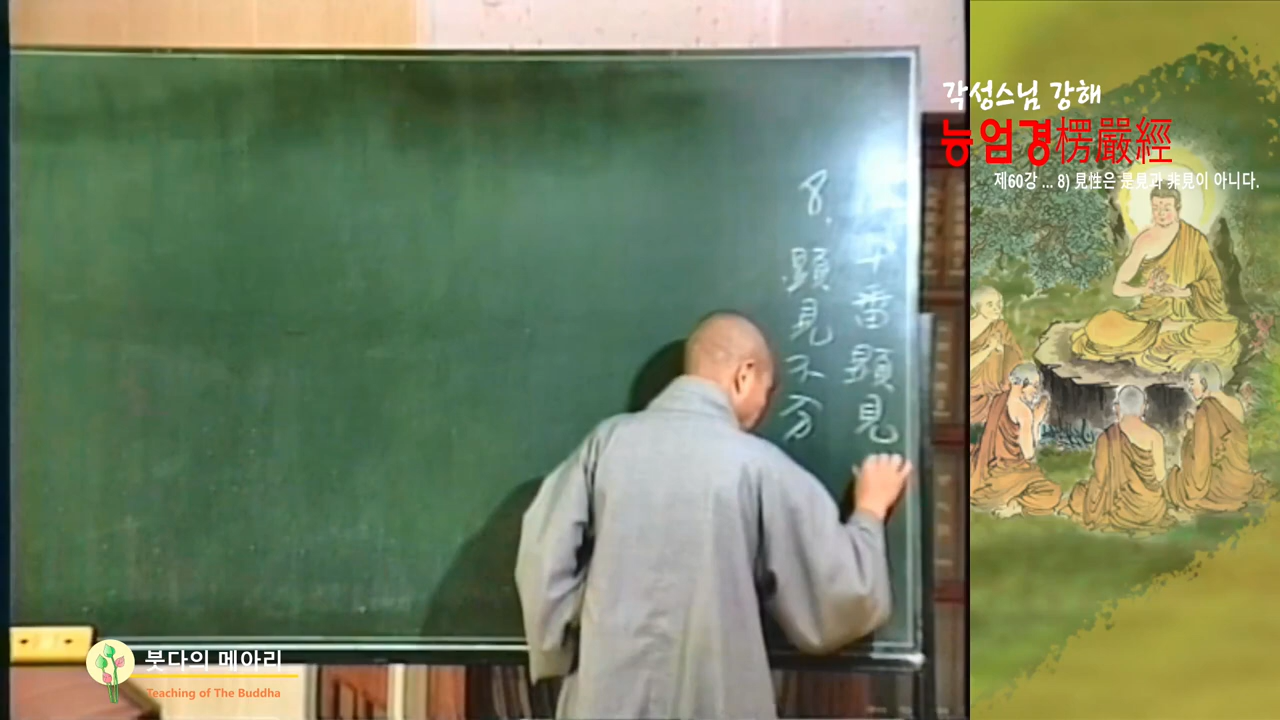 각성스님 강해
능엄경楞嚴經
제60강 ... 8) 見性은 是見과 非見이 아니다.
十番顯見
8. 顯見不分
붓다의 메아리
Teaching of The Buddha